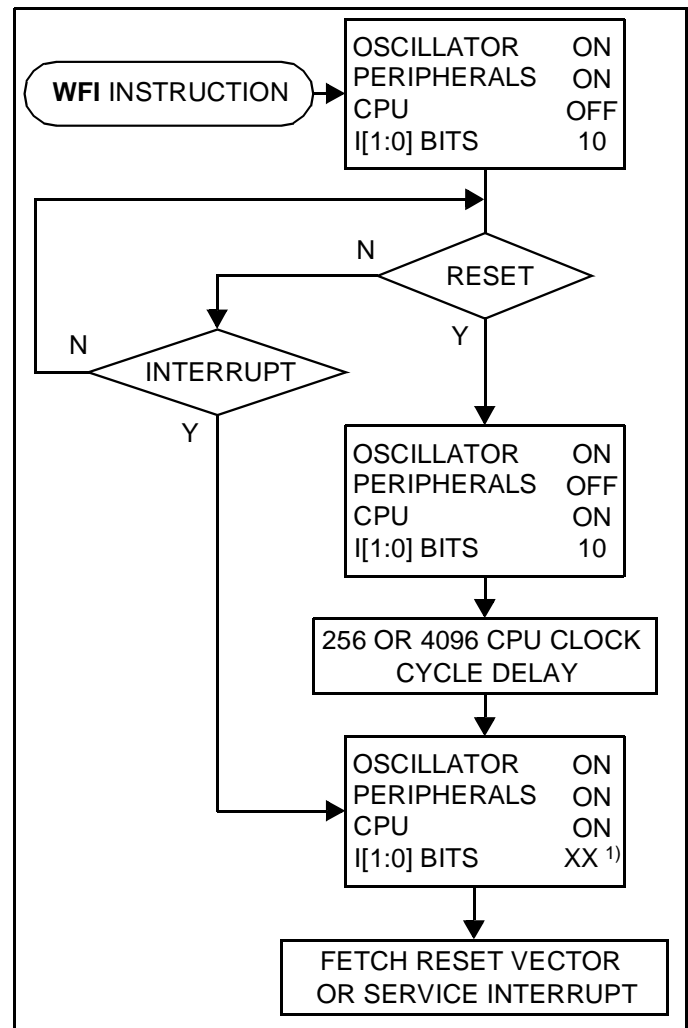 WFI INSTRUCTION
OSCILLATOR ON
PERIPHERALS ON
CPU OFF
I[1:0] BITS 10
RESET
N
Y
INTERRUPT
N
Y
OSCILLATOR ON
PERIPHERALS OFF
CPU ON
I[1:0] BITS 10
256 OR 4096 CPU CLOCK
CYCLE DELAY
OSCILLATOR ON
PERIPHERALS ON
CPU ON
I[1:0] BITS XX 1)
FETCH RESET VECTOR
OR SERVICE INTERRUPT